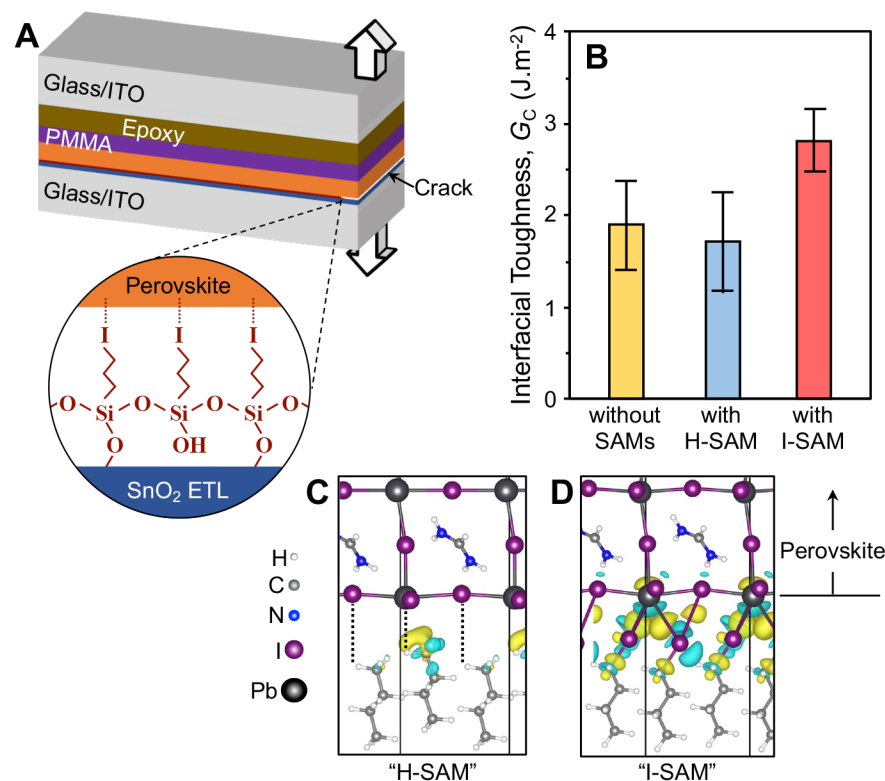 A
Glass/ITO
Epoxy
PMMA
Glass/ITO
Crack
Perovskite
I I I
O Si O Si O Si O
O OH O
SnO₂ ETL
B
Interfacial Toughness, G_C (J.m⁻²)
4
3
2
1
0
without SAMs
with H-SAM
with I-SAM
H
C
N
I
Pb
C
"H-SAM"
D
"I-SAM"
Perovskite